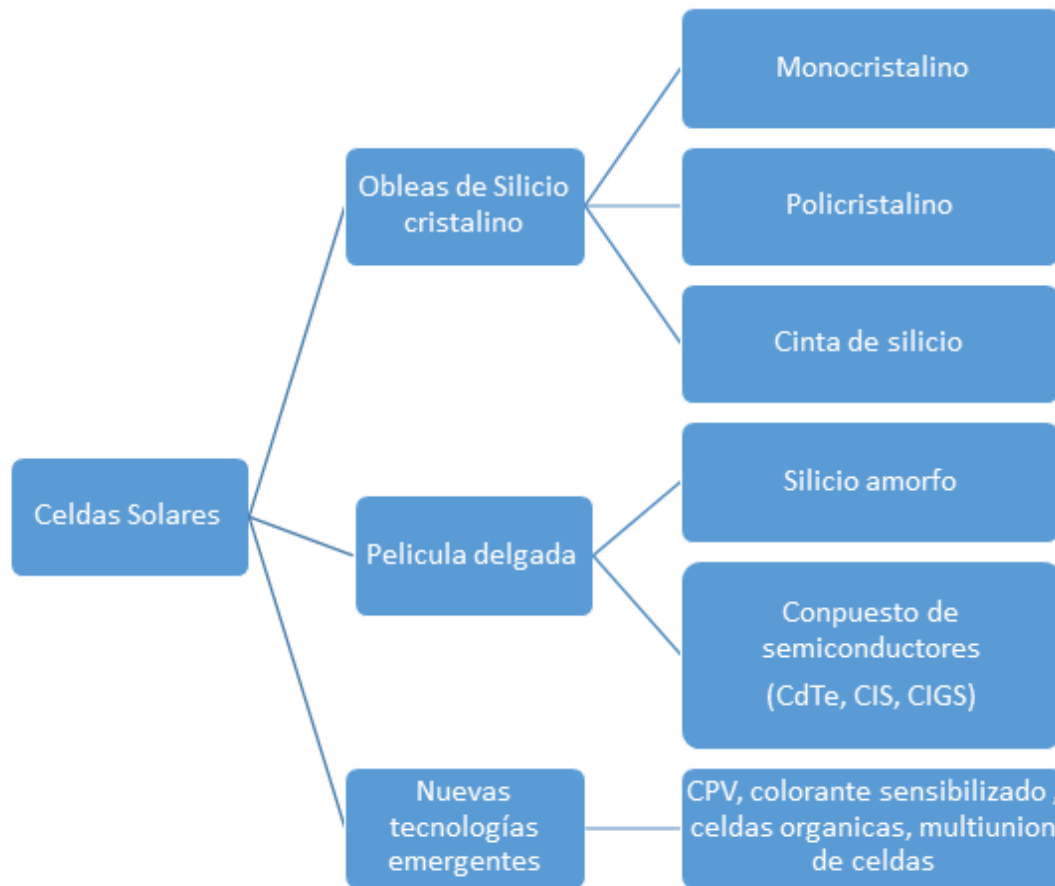 Monocristalino
Obleas de Silicio
cristalino
Policristalino
Cinta de silicio
Celdas Solares
Silicio amorfo
Pelicula delgada
Conpuesto de
semiconductores
(CdTe, CIS, CIGS)
Nuevas
tecnologías
emergentes
CPV, colorante sensibilizado ,
celdas organicas, multiunion
de celdas